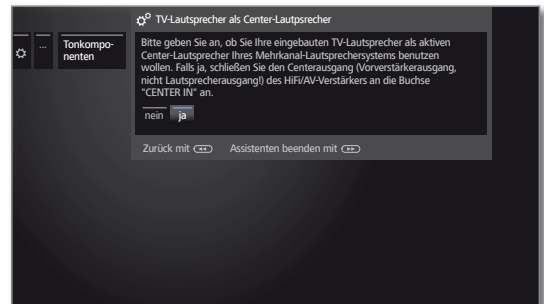 TV-Lautsprecher als Center-Lautpsrecher
...
Tonkompo-
nenten
Bitte geben Sie an, ob Sie Ihre eingebauten TV-Lautsprecher als aktiven
Center-Lautsprecher Ihres Mehrkanal-Lautsprechersystems benutzen
wollen. Falls ja, schließen Sie den Centerausgang (Vorverstärkerausgang,
nicht Lautsprecherausgang!) des HiFi/AV-Verstärkers an die Buchse
"CENTER IN" an.
nein ja
Zurück mit Assistenten beenden mit